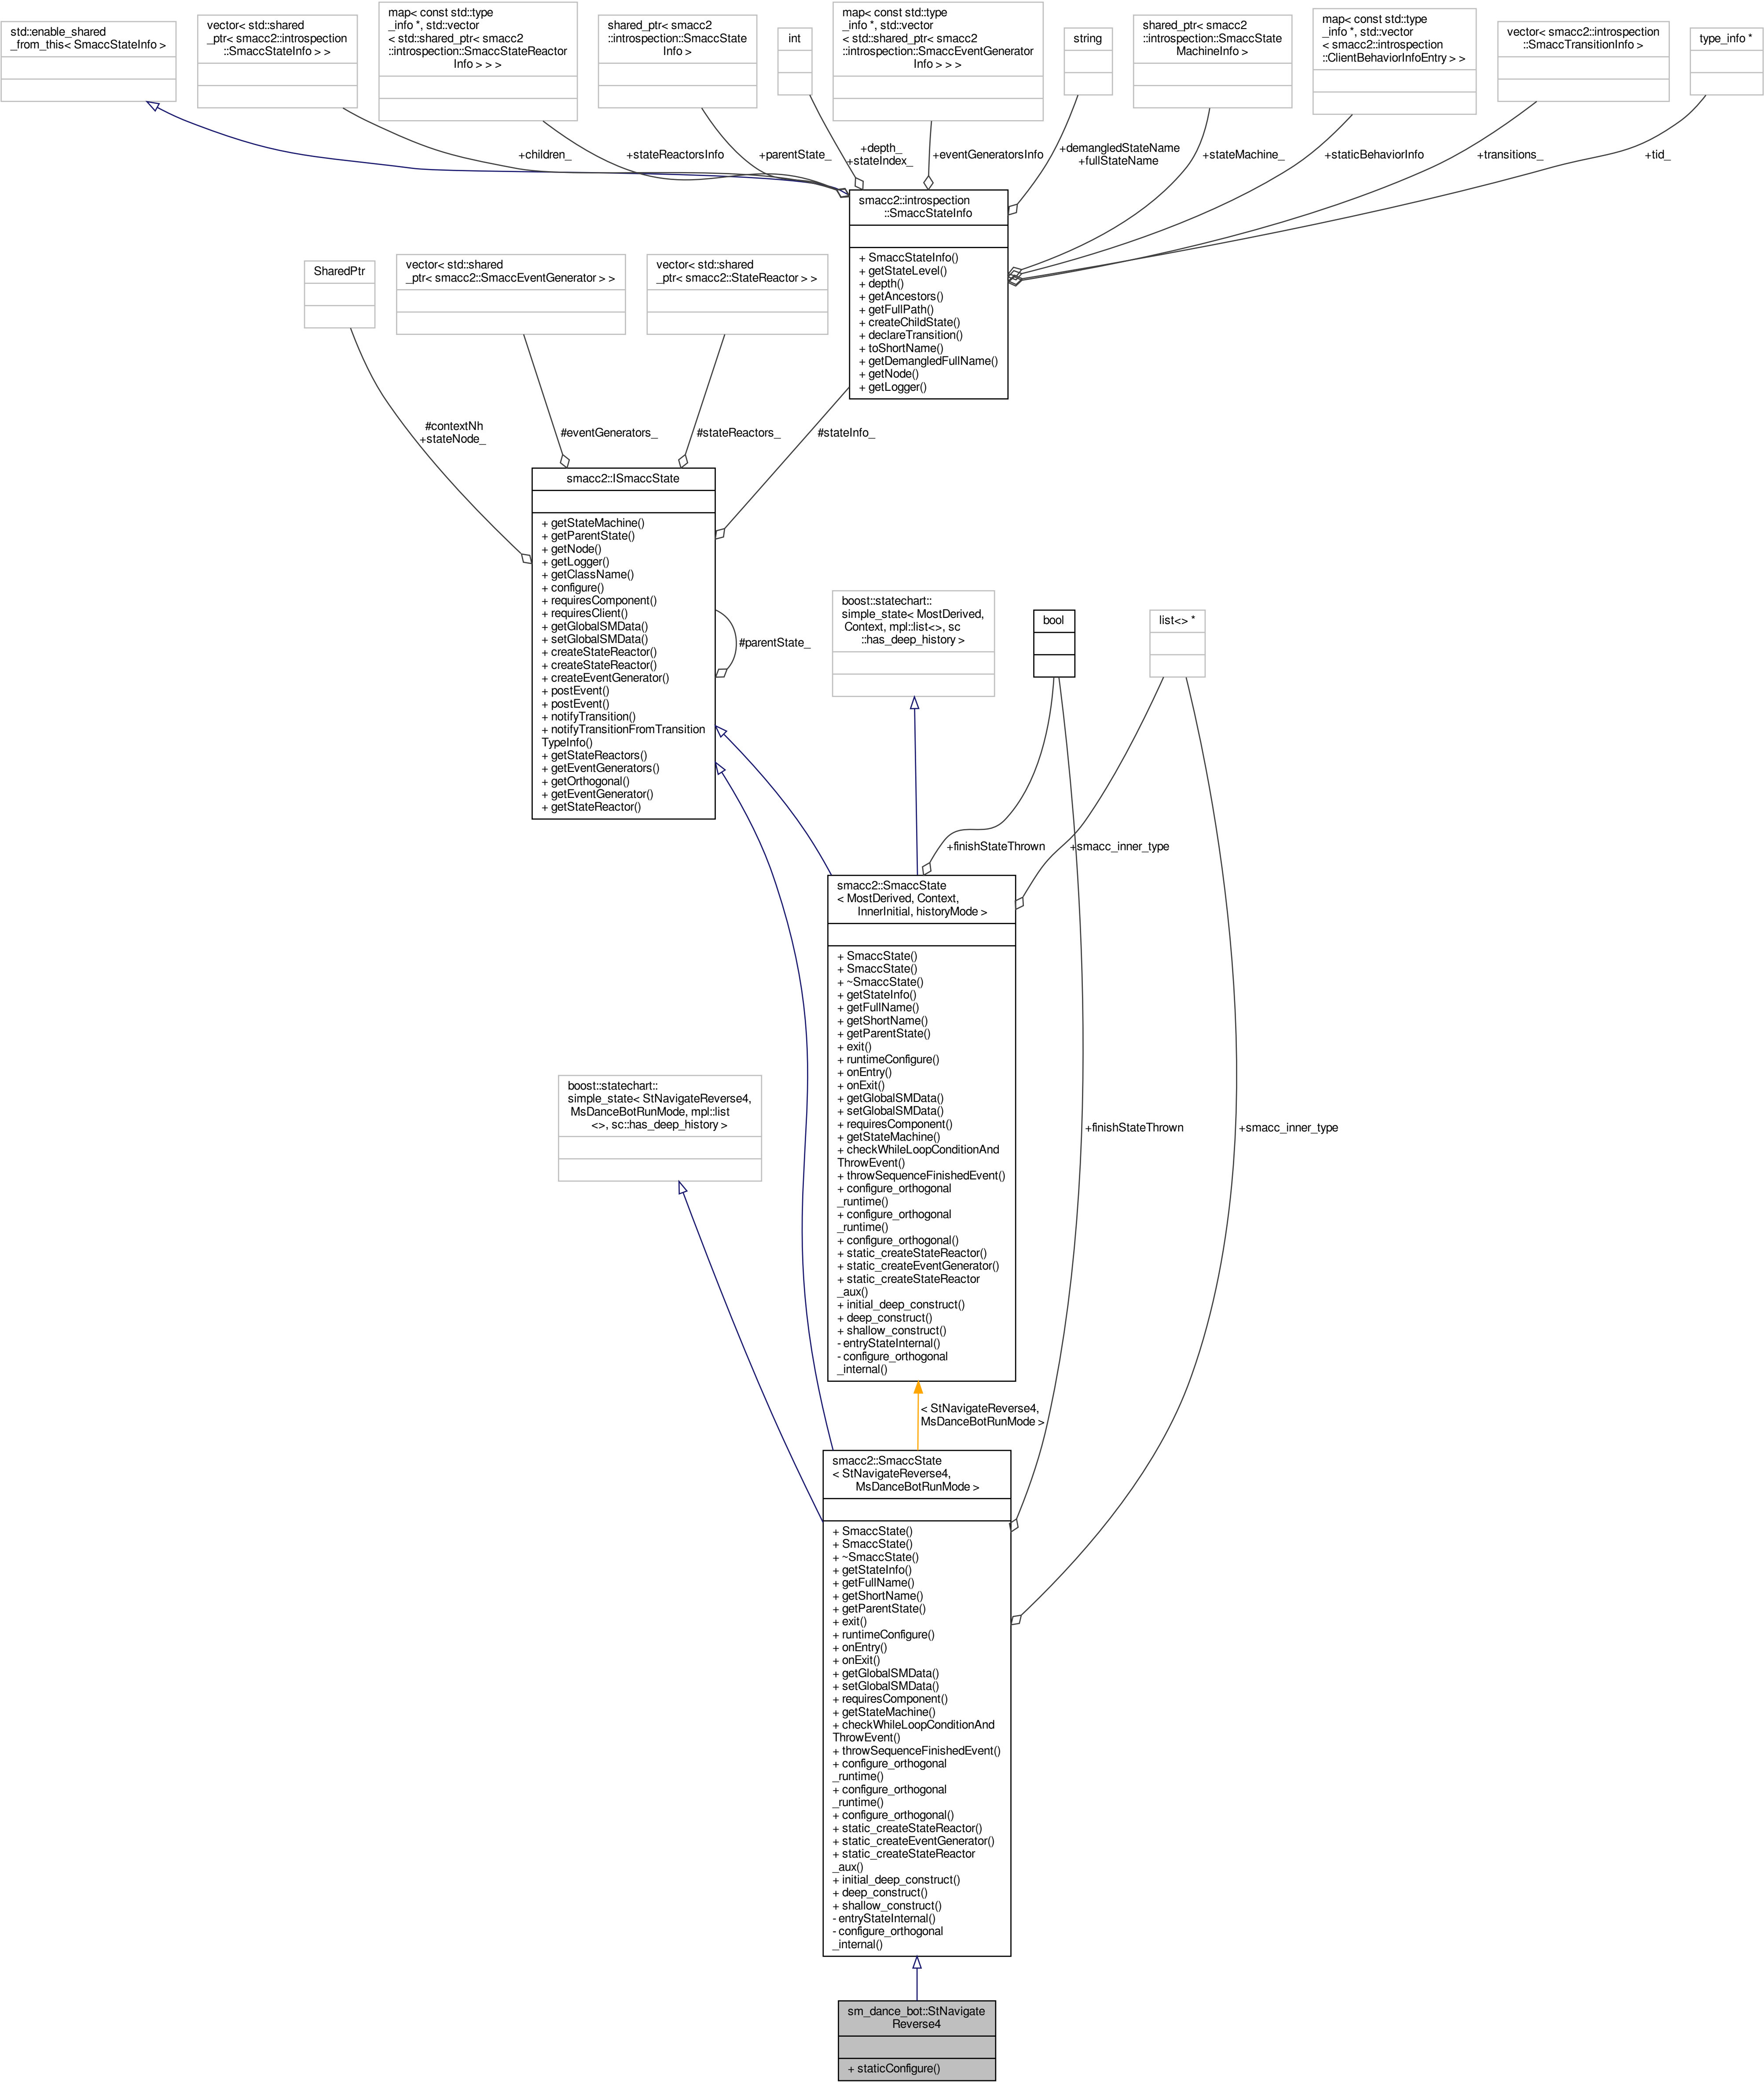 std::enable_shared
_from_this< SmaccStateInfo >
vector< std::shared
_ptr< smacc2::introspection
::SmaccStateInfo > >
map< const std::type
_info *, std::vector
< std::shared_ptr< smacc2
::introspection::SmaccStateReactor
Info > > >
shared_ptr< smacc2
::introspection::SmaccState
Info >
int
map< const std::type
_info *, std::vector
< std::shared_ptr< smacc2
::introspection::SmaccEventGenerator
Info > > >
string
shared_ptr< smacc2
::introspection::SmaccState
MachineInfo >
map< const std::type
_info *, std::vector
< smacc2::introspection
::ClientBehaviorInfoEntry > >
vector< smacc2::introspection
::SmaccTransitionInfo >
type_info *
+children_
+stateReactorsInfo
+parentState_
+depth_
+stateIndex_
+eventGeneratorsInfo
+demangledStateName
+fullStateName
+stateMachine_
+staticBehaviorInfo
+transitions_
+tid_
smacc2::introspection
::SmaccStateInfo
+ SmaccStateInfo()
+ getStateLevel()
+ depth()
+ getAncestors()
+ getFullPath()
+ createChildState()
+ declareTransition()
+ toShortName()
+ getDemangledFullName()
+ getNode()
+ getLogger()
SharedPtr
vector< std::shared
_ptr< smacc2::SmaccEventGenerator > >
vector< std::shared
_ptr< smacc2::StateReactor > >
#contextNh
+stateNode_
#eventGenerators_
#stateReactors_
#stateInfo_
smacc2::ISmaccState
+ getStateMachine()
+ getParentState()
+ getNode()
+ getLogger()
+ getClassName()
+ configure()
+ requiresComponent()
+ requiresClient()
+ getGlobalSMData()
+ setGlobalSMData()
+ createStateReactor()
+ createStateReactor()
+ createEventGenerator()
+ postEvent()
+ postEvent()
+ notifyTransition()
+ notifyTransitionFromTransition
TypeInfo()
+ getStateReactors()
+ getEventGenerators()
+ getOrthogonal()
+ getEventGenerator()
+ getStateReactor()
#parentState_
boost::statechart::
simple_state< MostDerived,
Context, mpl::list<>, sc
::has_deep_history >
bool
list<> *
+finishStateThrown
+smacc_inner_type
smacc2::SmaccState
< MostDerived, Context,
InnerInitial, historyMode >
+ SmaccState()
+ SmaccState()
+ ~SmaccState()
+ getStateInfo()
+ getFullName()
+ getShortName()
+ getParentState()
+ exit()
+ runtimeConfigure()
+ onEntry()
+ onExit()
+ getGlobalSMData()
+ setGlobalSMData()
+ requiresComponent()
+ getStateMachine()
+ checkWhileLoopConditionAnd
ThrowEvent()
+ throwSequenceFinishedEvent()
+ configure_orthogonal
_runtime()
+ configure_orthogonal
_runtime()
+ configure_orthogonal()
+ static_createStateReactor()
+ static_createEventGenerator()
+ static_createStateReactor
_aux()
+ initial_deep_construct()
+ deep_construct()
+ shallow_construct()
- entryStateInternal()
- configure_orthogonal
_internal()
boost::statechart::
simple_state< StNavigateReverse4,
MsDanceBotRunMode, mpl::list
<>, sc::has_deep_history >
+finishStateThrown
+smacc_inner_type
< StNavigateReverse4,
MsDanceBotRunMode >
smacc2::SmaccState
< StNavigateReverse4,
MsDanceBotRunMode >
+ SmaccState()
+ SmaccState()
+ ~SmaccState()
+ getStateInfo()
+ getFullName()
+ getShortName()
+ getParentState()
+ exit()
+ runtimeConfigure()
+ onEntry()
+ onExit()
+ getGlobalSMData()
+ setGlobalSMData()
+ requiresComponent()
+ getStateMachine()
+ checkWhileLoopConditionAnd
ThrowEvent()
+ throwSequenceFinishedEvent()
+ configure_orthogonal
_runtime()
+ configure_orthogonal
_runtime()
+ configure_orthogonal()
+ static_createStateReactor()
+ static_createEventGenerator()
+ static_createStateReactor
_aux()
+ initial_deep_construct()
+ deep_construct()
+ shallow_construct()
- entryStateInternal()
- configure_orthogonal
_internal()
sm_dance_bot::StNavigate
Reverse4
+ staticConfigure()